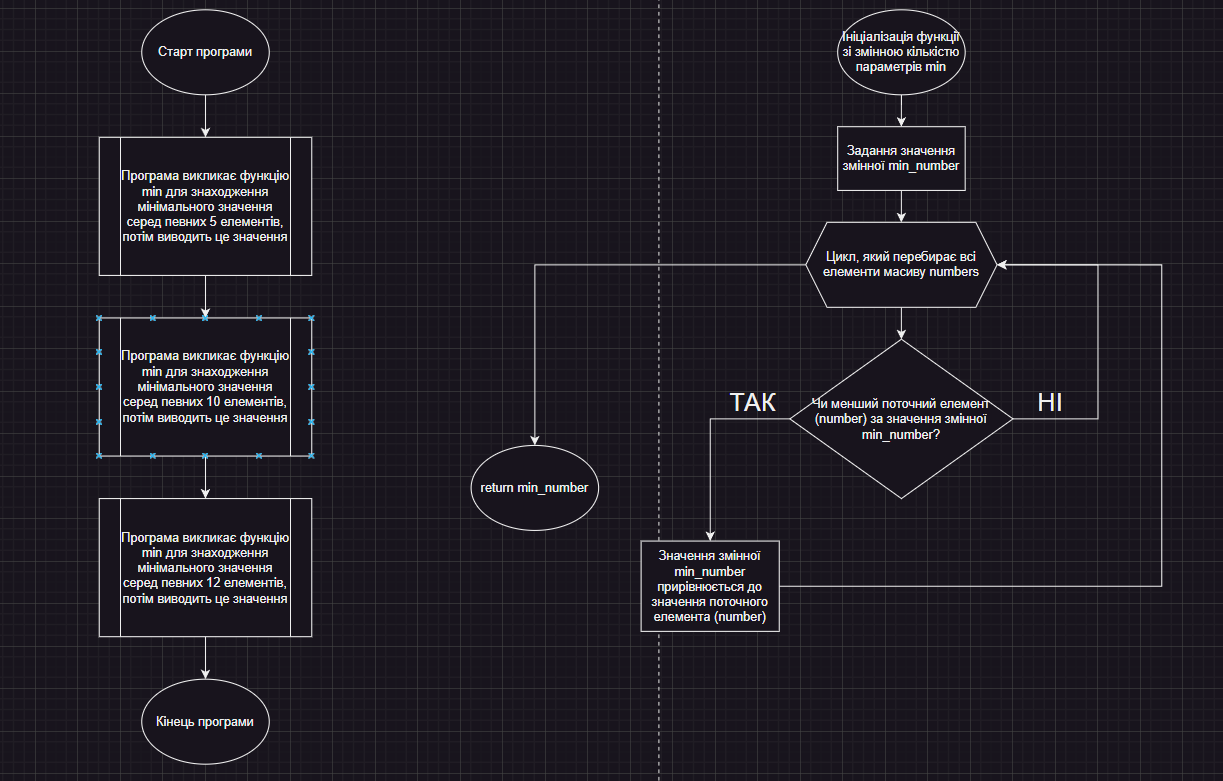 Старт програми
Програма викликає функцію
min для знаходження
мінімального значення
серед певних 5 елементів,
потім виводить це значення
Програма викликає функцію
min для знаходження
мінімального значення
серед певних 10 елементів,
потім виводить це значення
Програма викликає функцію
min для знаходження
мінімального значення
серед певних 12 елементів,
потім виводить це значення
Кінець програми
Ініціалізація функції
зі змінною кількістю
параметрів min
Задання значення
змінної min_number
Цикл, який перебирає всі
елементи масиву numbers
Чи менший поточний елемент
(number) за значення змінної
min_number?
ТАК
НІ
return min_number
Значення змінної
min_number
прирівнюється до
значення поточного
елемента (number)